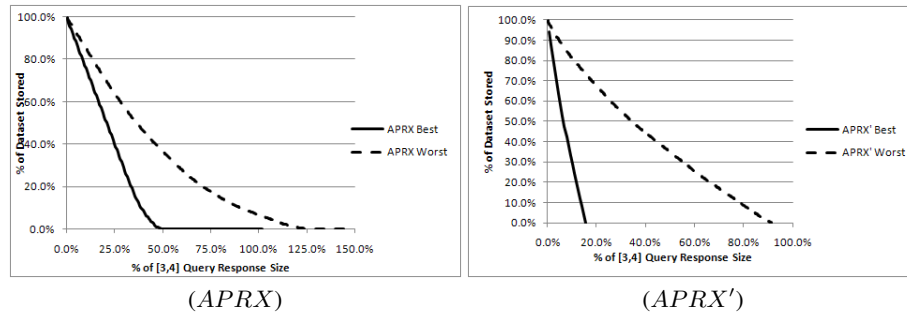 100.0%
80.0%
60.0%
40.0%
20.0%
0.0%
% of Dataset Stored
0.0% 25.0% 50.0% 75.0% 100.0% 125.0% 150.0%
% of [3,4] Query Response Size
APRX Best
APRX Worst
(APRX)
100.0%
90.0%
80.0%
70.0%
60.0%
50.0%
40.0%
30.0%
20.0%
10.0%
0.0%
% of Dataset Stored
0.0% 20.0% 40.0% 60.0% 80.0% 100.0%
% of [3,4] Query Response Size
APRX' Best
APRX' Worst
(APRX′)